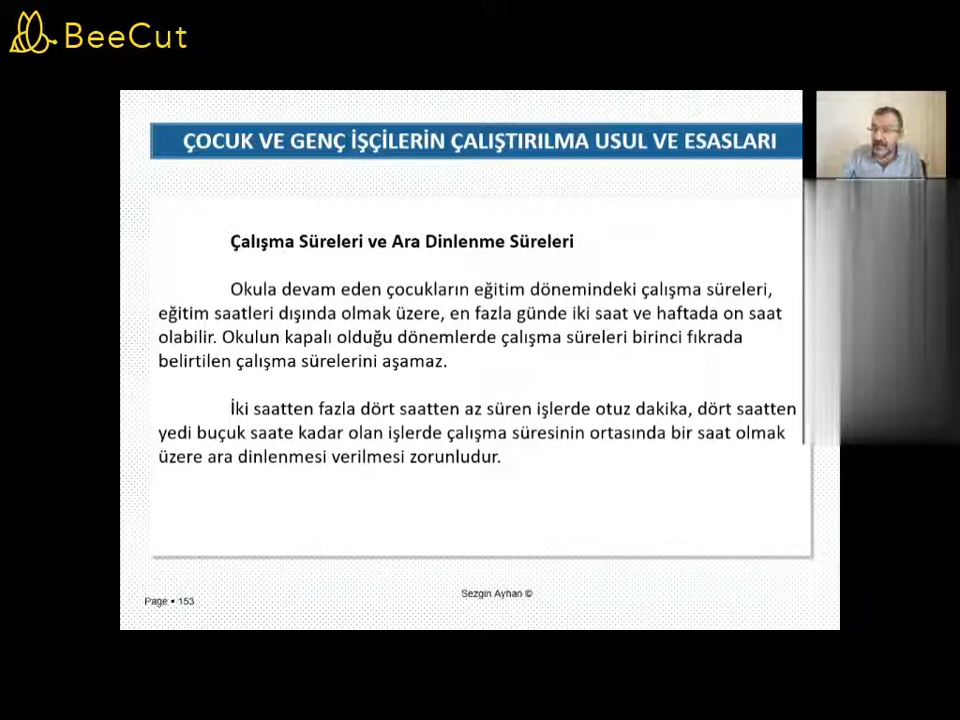 BeeCut
ÇOCUK VE GENÇ İŞÇİLERİN ÇALIŞTIRILMA USUL VE ESASLARI
Çalışma Süreleri ve Ara Dinlenme Süreleri
Okula devam eden çocukların eğitim dönemindeki çalışma süreleri,
eğitim saatleri dışında olmak üzere, en fazla günde iki saat ve haftada on saat
olabilir. Okulun kapalı olduğu dönemlerde çalışma süreleri birinci fıkrada
belirtilen çalışma sürelerini aşamaz.
İki saatten fazla dört saatten az süren işlerde otuz dakika, dört saatten
yedi buçuk saate kadar olan işlerde çalışma süresinin ortasında bir saat olmak
üzere ara dinlenmesi verilmesi zorunludur.
Page ▪ 153
Sezgin Ayhan ©